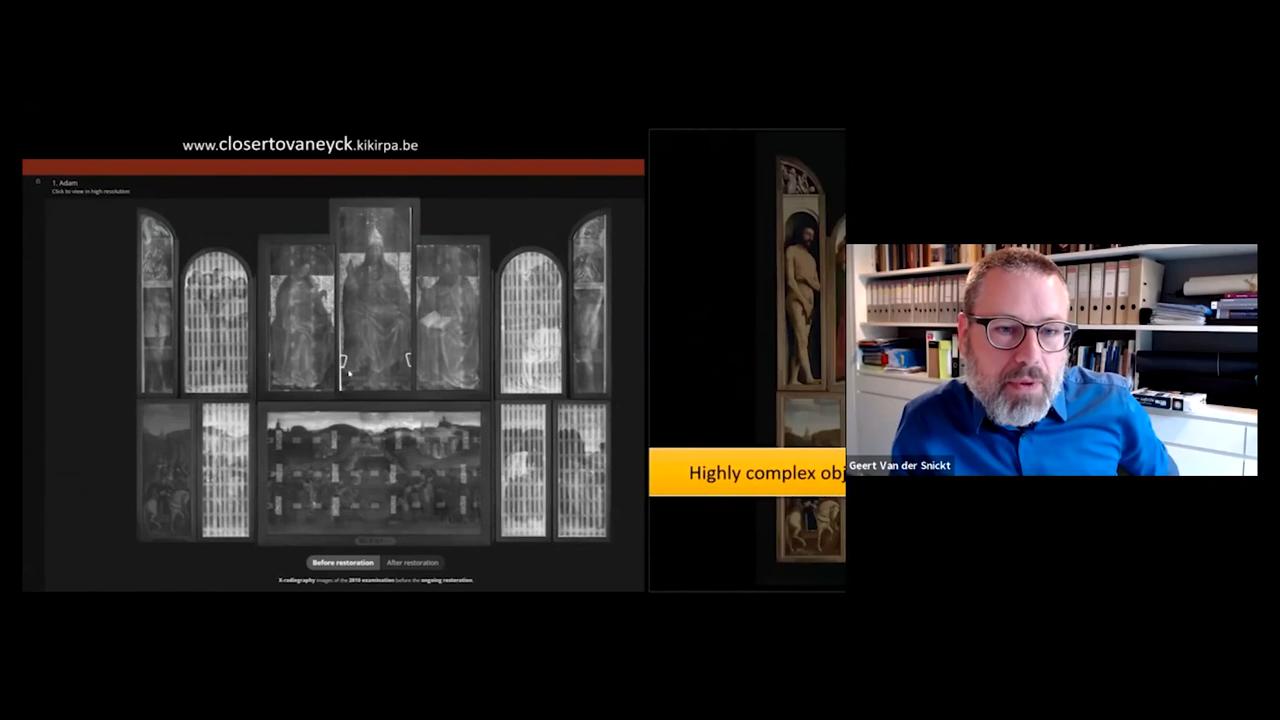 www.closertovaneyck.kikirpa.be
1. Adam
Click to view in high resolution
Before restoration
After restoration
X-radiography images of the 2010 examination before the ongoing restoration.
Highly complex obj
Geert Van der Snickt